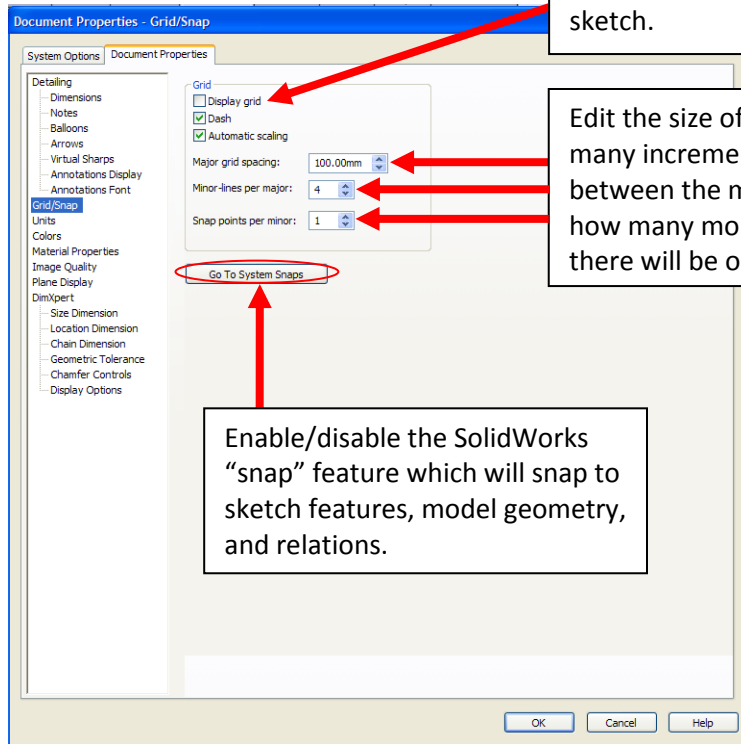 Document Properties - Grid/Snap
sketch.
System Options
Document Properties
Detailing
Dimensions
Notes
Balloons
Arrows
Virtual Sharps
Annotations Display
Annotations Font
Grid/Snap
Units
Colors
Material Properties
Image Quality
Plane Display
DimXpert
Size Dimension
Location Dimension
Chain Dimension
Geometric Tolerance
Chamfer Controls
Display Options
Grid
Display grid
Dash
Automatic scaling
Major grid spacing: 100.00mm
Minor-lines per major: 4
Snap points per minor: 1
Go To System Snaps
Edit the size of
many increme
between the m
how many mo
there will be o
Enable/disable the SolidWorks
“snap” feature which will snap to
sketch features, model geometry,
and relations.
OK
Cancel
Help